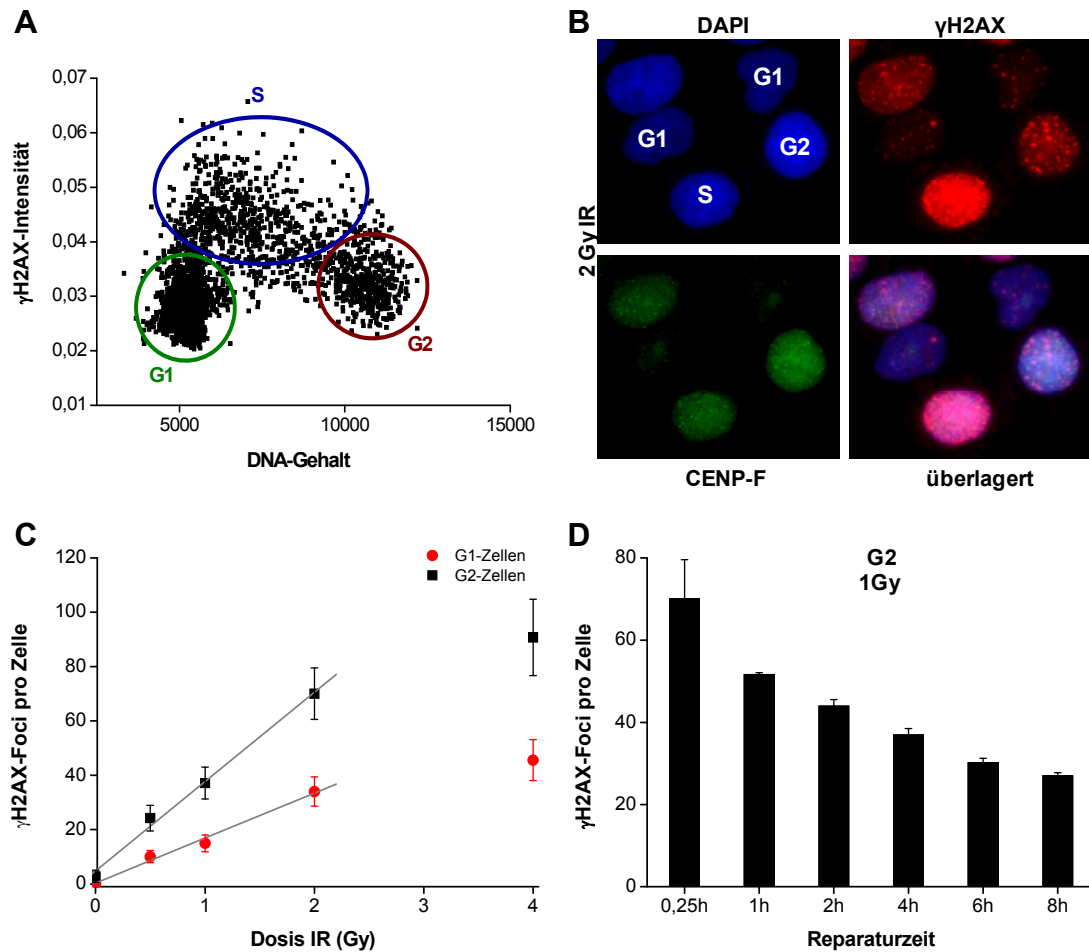 A
0,07
0,06
0,05
0,04
0,03
0,02
0,01
γH2AX-Intensität
S
G1
G2
5000
10000
15000
DNA-Gehalt
B
DAPI
γH2AX
G1
G1
G2
S
2 Gy IR
CENP-F
überlagert
C
120
100
80
60
40
20
0
γH2AX-Foci pro Zelle
G1-Zellen
G2-Zellen
0
1
2
3
4
Dosis IR (Gy)
D
80
60
40
20
0
γH2AX-Foci pro Zelle
G2
1Gy
0,25h
1h
2h
4h
6h
8h
Reparaturzeit